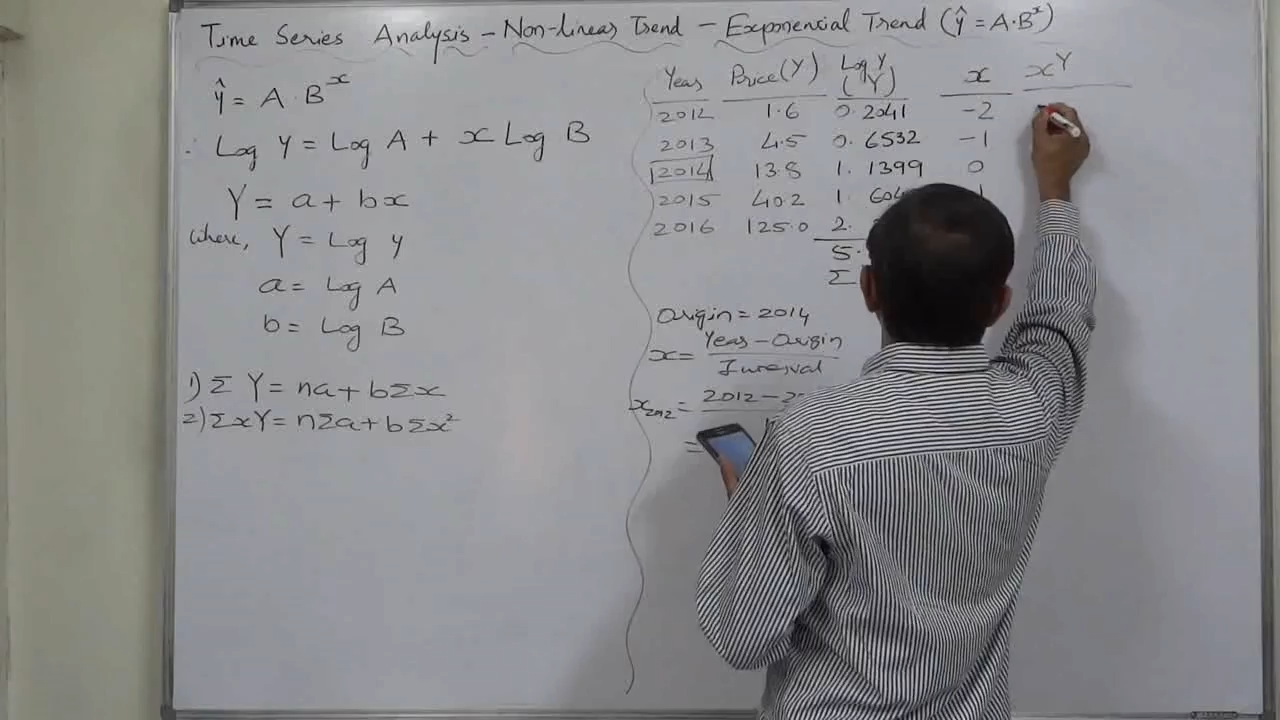 Time Series Analysis - Non-linear Trend - Exponential Trend (ŷ = A·B^x)
ŷ = A · B^x
∴ Log y = Log A + x Log B
Y = a + bx
where, Y = Log y
a = Log A
b = Log B
1) Σ Y = na + bΣx
2) ΣxY = nΣa + bΣx²
Year Price(Y) Log Y (Y) x xY
2012 1.6 0.2041 -2
2013 4.5 0.6532 -1
2014 13.8 1.1399 0
2015 40.2 1.604 1
2016 125.0 2.
5.
Σ
Origin = 2014
x = Year - Origin
Interval
x2012 = 2012 - 2
=